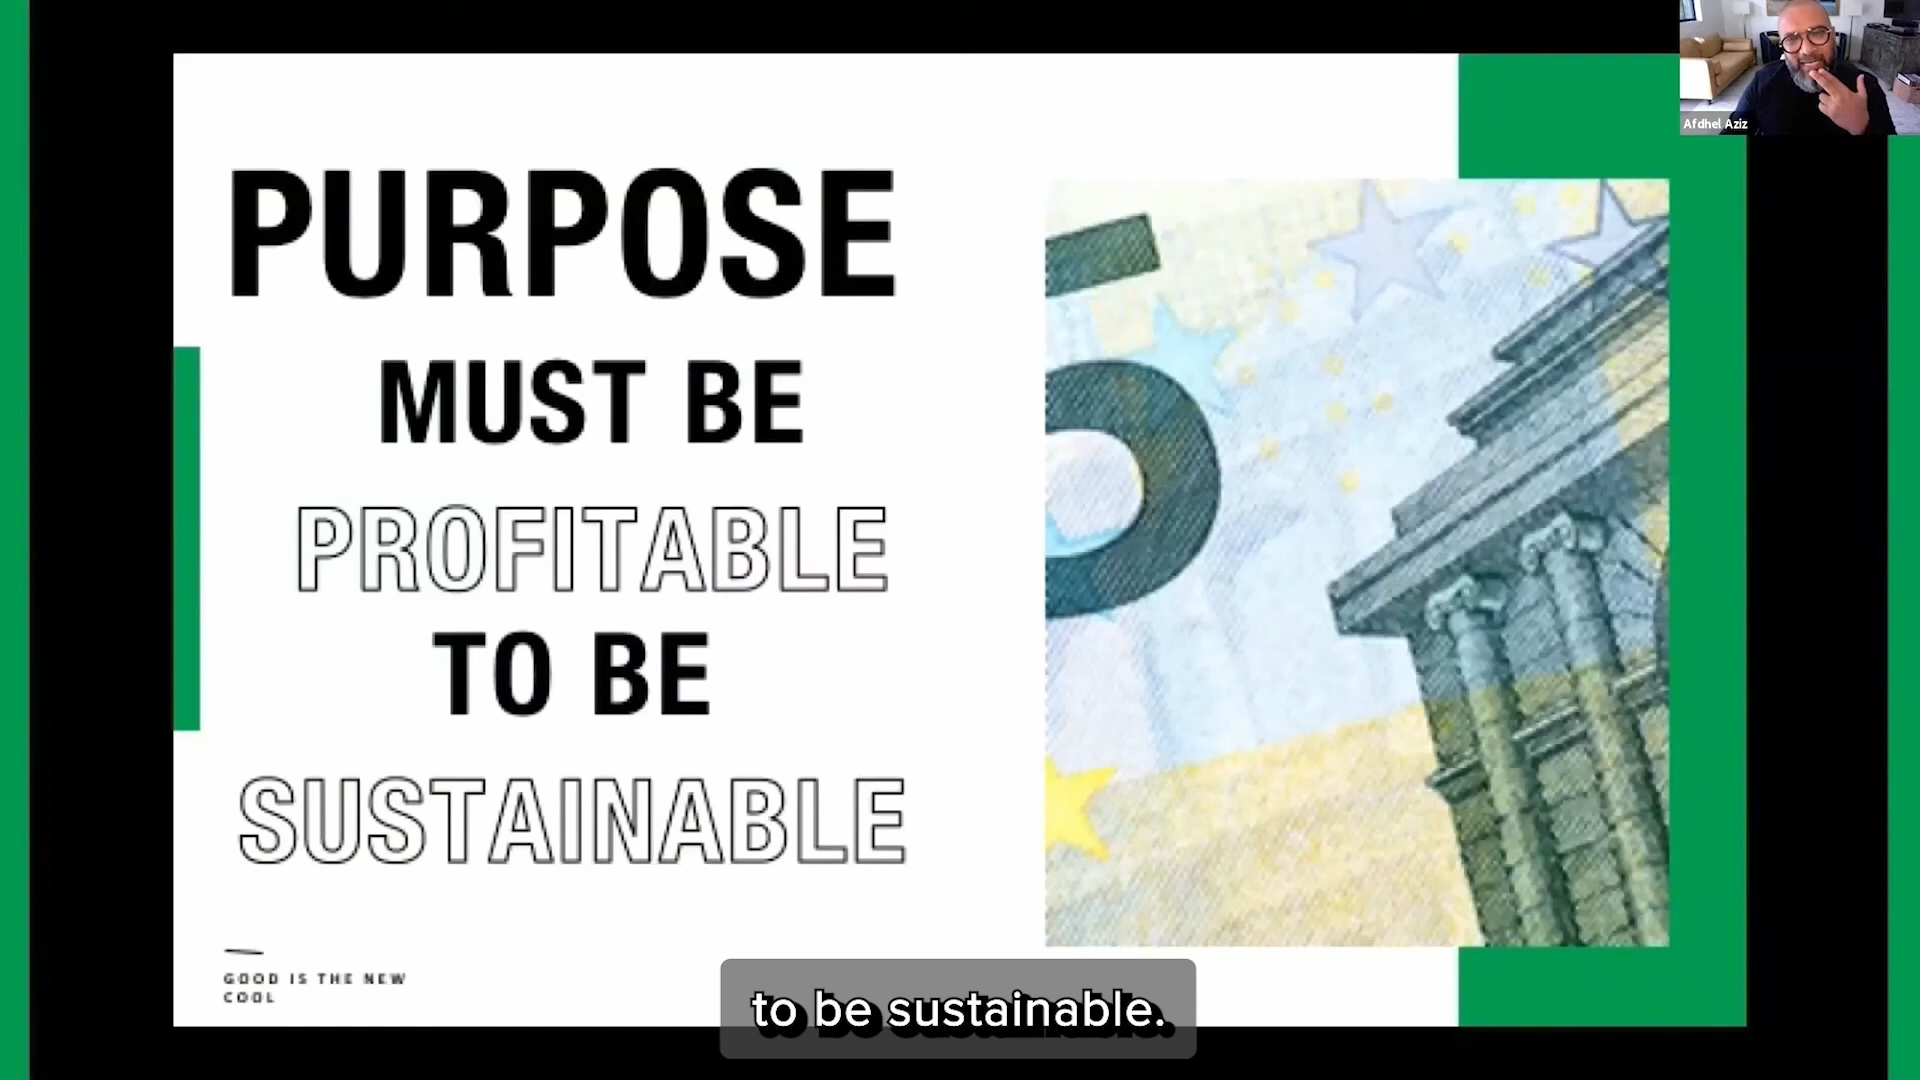 Afdhel Aziz
PURPOSE
MUST BE
PROFITABLE
TO BE
SUSTAINABLE
GOOD IS THE NEW
COOL
to be sustainable.